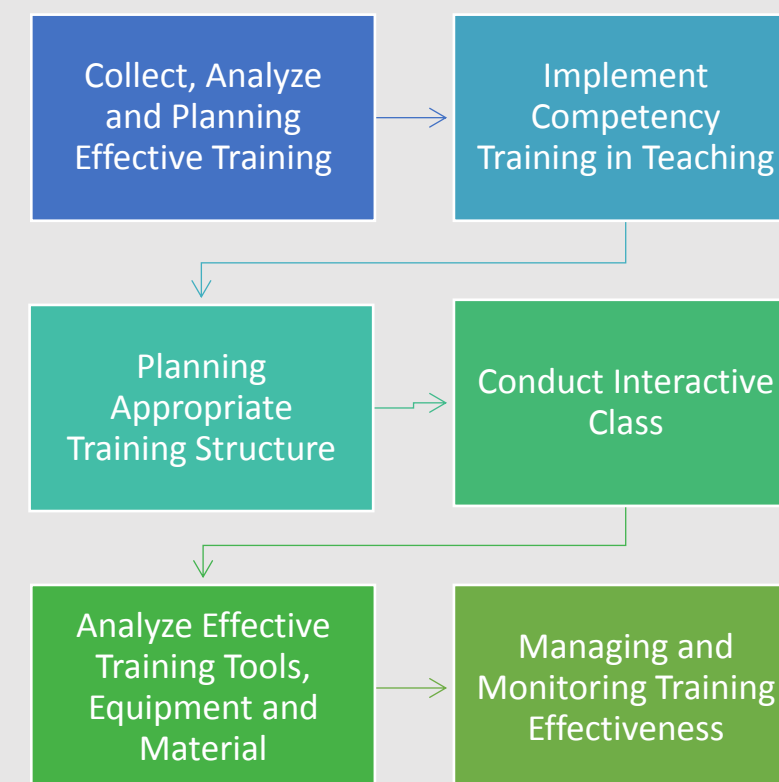 Collect, Analyze
and Planning
Effective Training
Implement
Competency
Training in Teaching
Planning
Appropriate
Training Structure
Conduct Interactive
Class
Analyze Effective
Training Tools,
Equipment and
Material
Managing and
Monitoring Training
Effectiveness